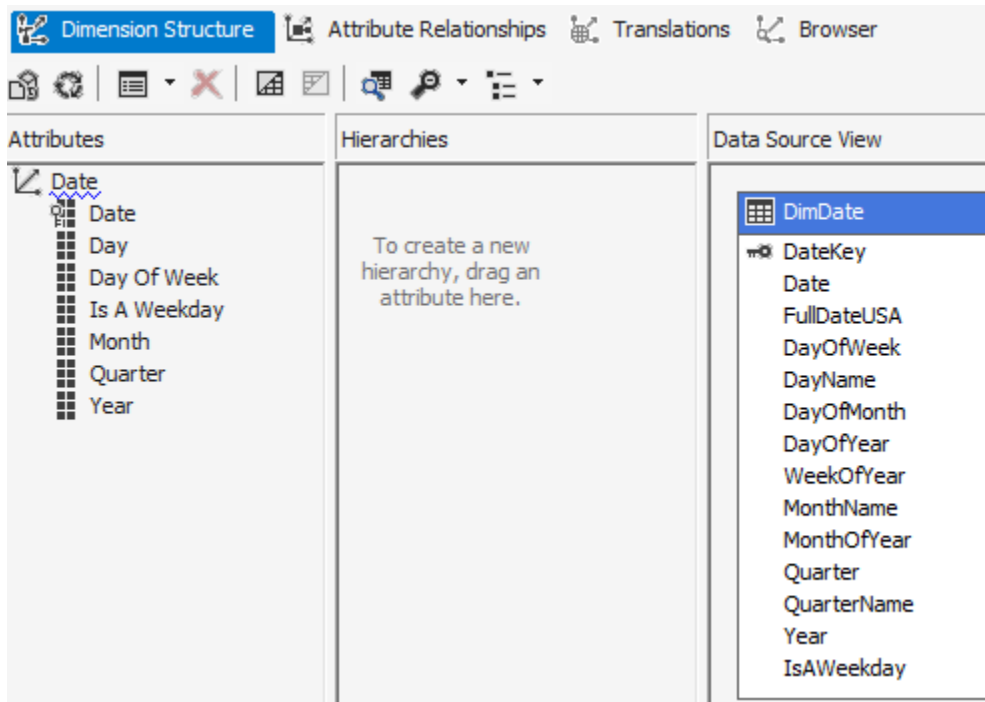 Dimension Structure Attribute Relationships Translations Browser
Attributes
Date
Date
Day
Day Of Week
Is A Weekday
Month
Quarter
Year
Hierarchies
To create a new
hierarchy, drag an
attribute here.
Data Source View
DimDate
DateKey
Date
FullDateUSA
DayOfWeek
DayName
DayOfMonth
DayOfYear
WeekOfYear
MonthName
MonthOfYear
Quarter
QuarterName
Year
IsAWeekday